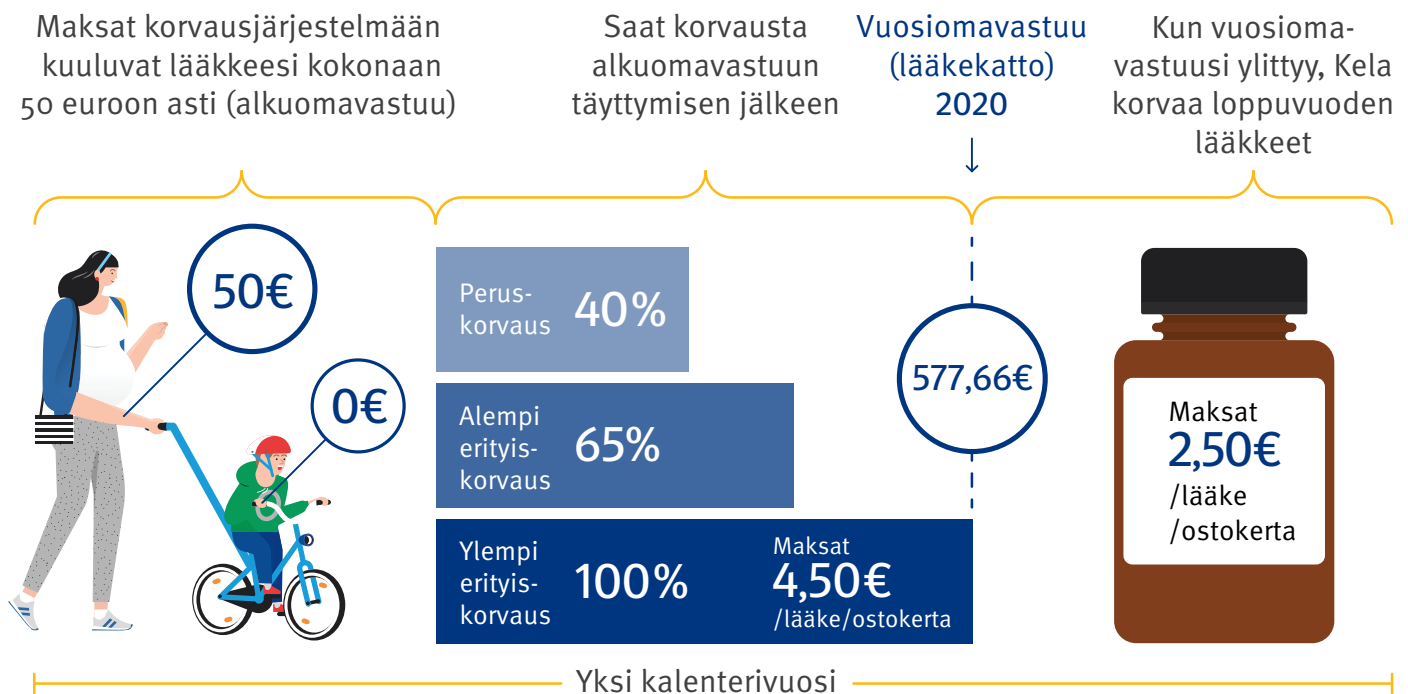 Maksat korvausjärjestelmään
kuuluvat lääkkeesi kokonaan
50 euroon asti (alkuomavastuu)
Saat korvausta
alkuomavastuun
täyttymisen jälkeen
Vuosiomavastuu
(lääkekatto)
2020
Kun vuosioma-
vastuusi ylittyy, Kela
korvaa loppuvuoden
lääkkeet
50€
0€
Perus-
korvaus
40%
Alempi
erityis-
korvaus
65%
Ylempi
erityis-
korvaus
100%
Maksat
4,50€
/lääke/ostokerta
577,66€
Maksat
2,50€
/lääke
/ostokerta
Yksi kalenterivuosi